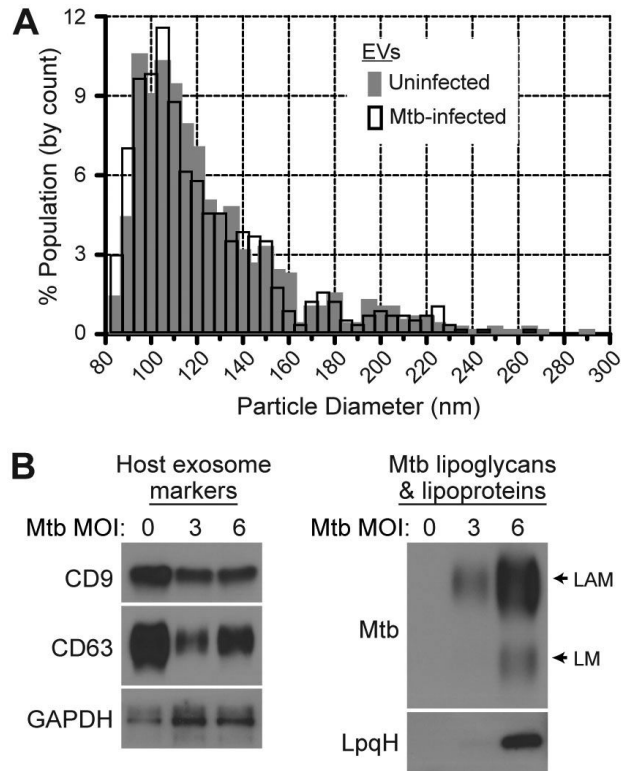 A
12
9
6
3
0
% Population (by count)
EVs
Uninfected
Mtb-infected
80 100 120 140 160 180 200 220 240 260 280 300
Particle Diameter (nm)
B
Host exosome
markers
Mtb MOI: 0 3 6
CD9
CD63
GAPDH
Mtb lipoglycans
& lipoproteins
Mtb MOI: 0 3 6
Mtb
LAM
LM
LpqH